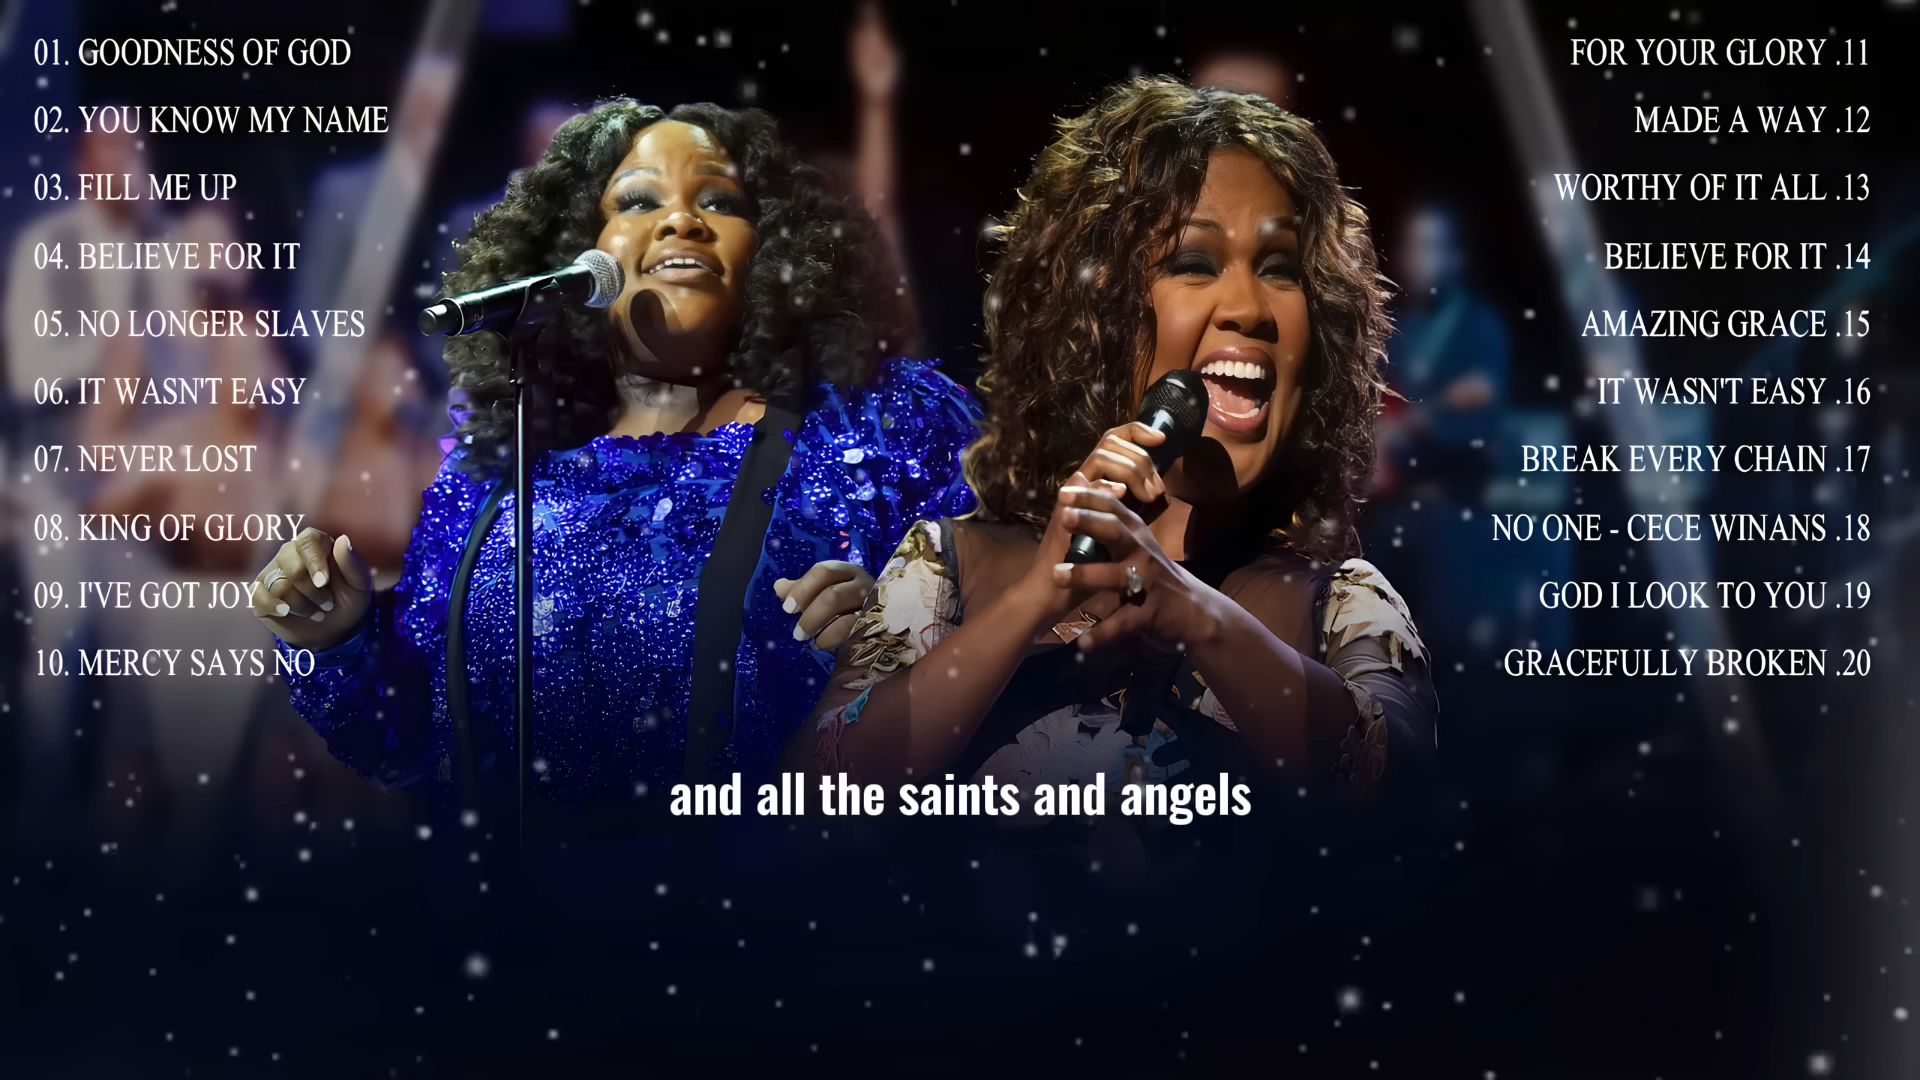 01. GOODNESS OF GOD
02. YOU KNOW MY NAME
03. FILL ME UP
04. BELIEVE FOR IT
05. NO LONGER SLAVES
06. IT WASN'T EASY
07. NEVER LOST
08. KING OF GLORY
09. I'VE GOT JOY
10. MERCY SAYS NO
FOR YOUR GLORY .11
MADE A WAY .12
WORTHY OF IT ALL .13
BELIEVE FOR IT .14
AMAZING GRACE .15
IT WASN'T EASY .16
BREAK EVERY CHAIN .17
NO ONE - CECE WINANS .18
GOD I LOOK TO YOU .19
GRACEFULLY BROKEN .20
and all the saints and angels